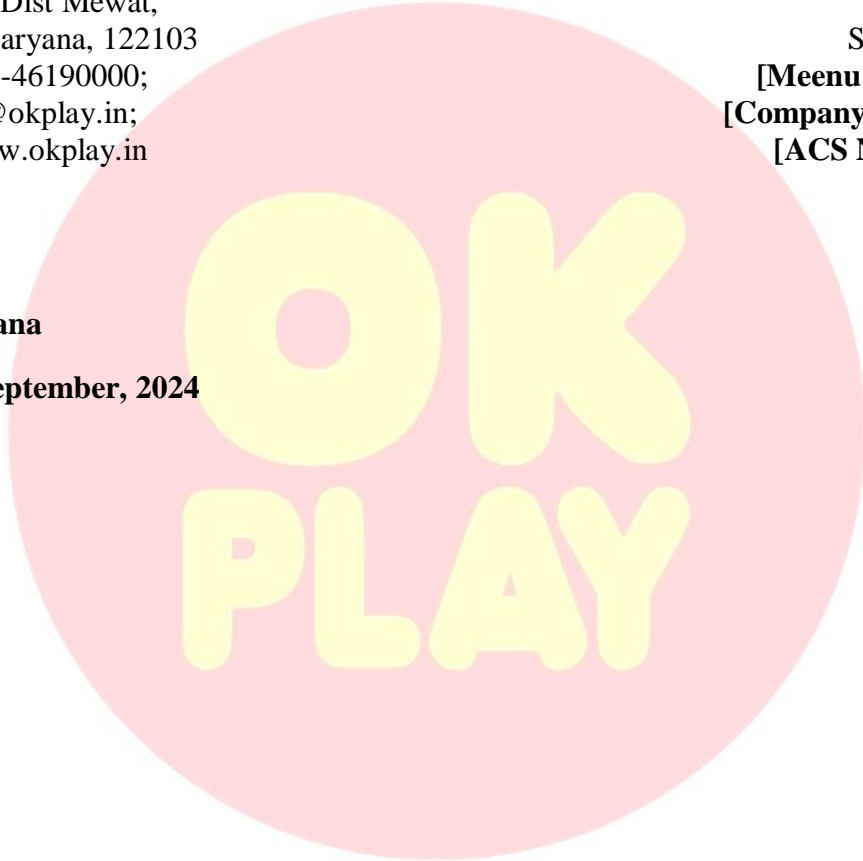 Dist Mewat,
aryana, 122103
-46190000;
@okplay.in;
w.okplay.in
S
[Meenu
[Company
[ACS N
ana
eptember, 2024
OK
PLAY